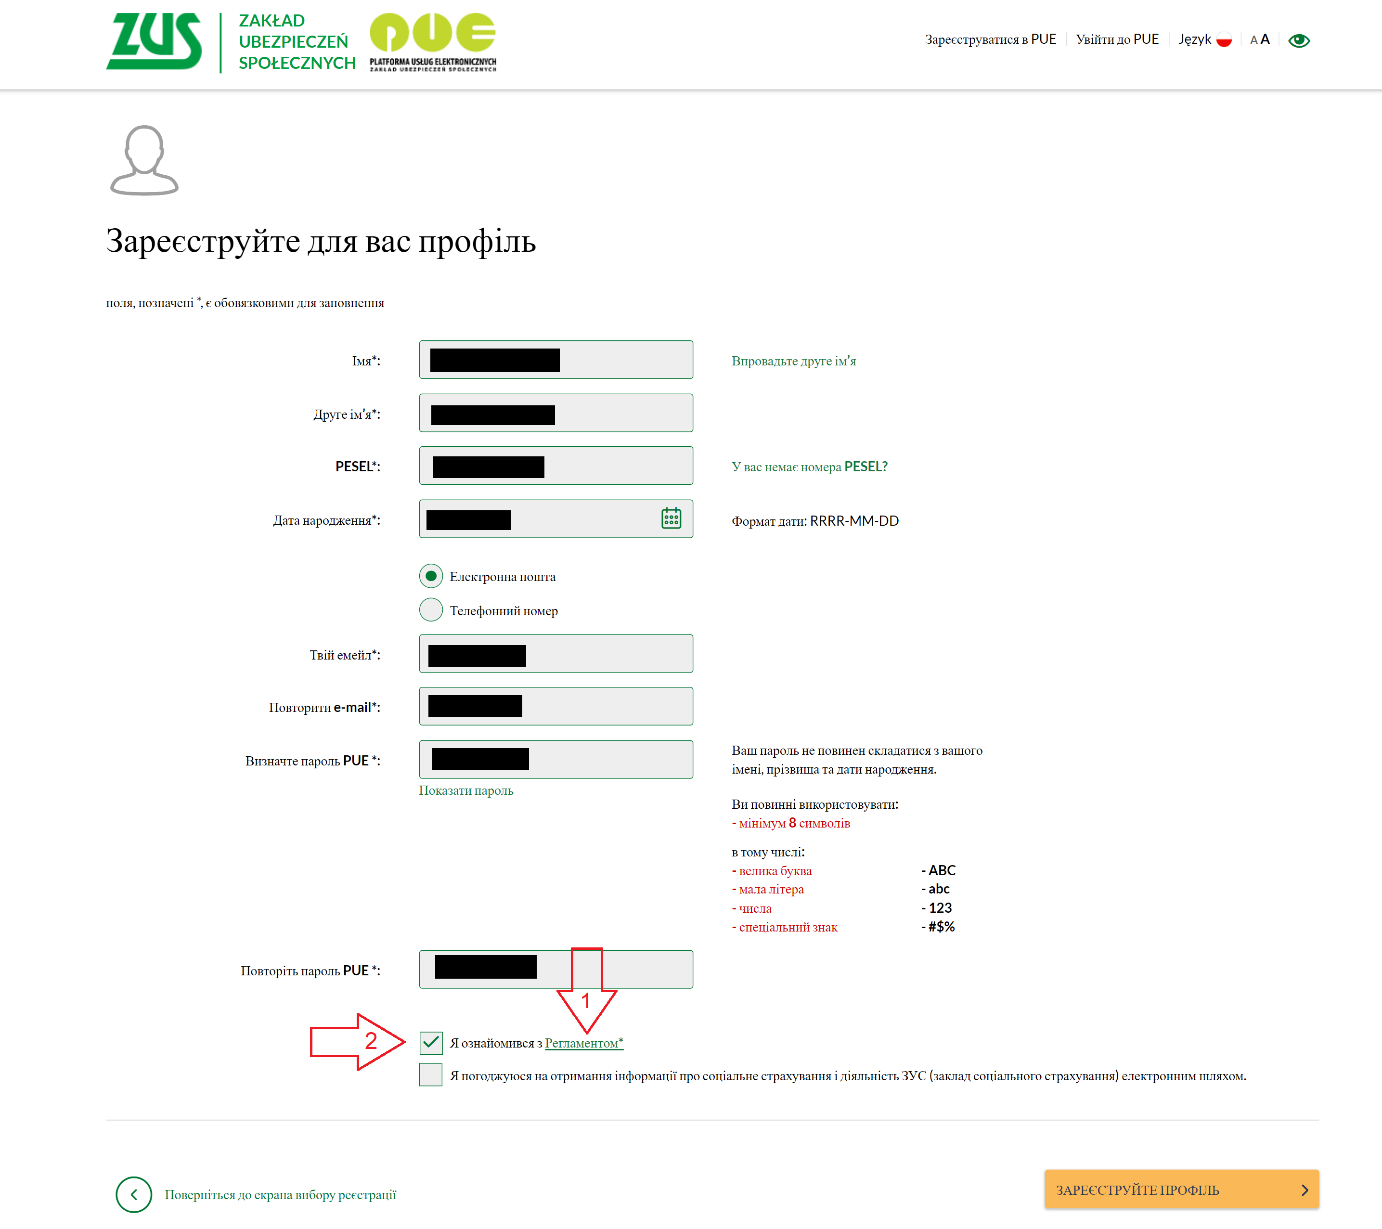 ZUS
ZAKŁAD
UBEZPIECZEŃ
SPOŁECZNYCH
PUE
PLATFORMA USŁUG ELEKTRONICZNYCH
ZAKŁAD UBEZPIECZEŃ SPOŁECZNYCH
Зареєструватися в PUE
Увійти до PUE
Język
A A
Зареєструйте для вас профіль
поля, позначені *, є обовязковими для заповнення
Імя*:
Впровадьте друге ім'я
Друге ім'я*:
PESEL*:
У вас немає номера PESEL?
Дата народження*:
Формат дати: RRRR-MM-DD
Електронна пошта
Телефонний номер
Твій емейл*:
Повторити e-mail*:
Визначте пароль PUE *:
Показати пароль
Ваш пароль не повинен складатися з вашого
імені, прізвища та дати народження.
Ви повинні використовувати:
- мінімум 8 символів
в тому числі:
- велика буква - ABC
- мала літера - abc
- числа - 123
- спеціальний знак - #$%
Повторіть пароль PUE *:
1
2
Я ознайомився з Регламентом*
Я погоджуюся на отримання інформації про соціальне страхування і діяльність ЗУС (заклад соціального страхування) електронним шляхом.
Поверніться до екрана вибору реєстрації
ЗАРЕЄСТРУЙТЕ ПРОФІЛЬ